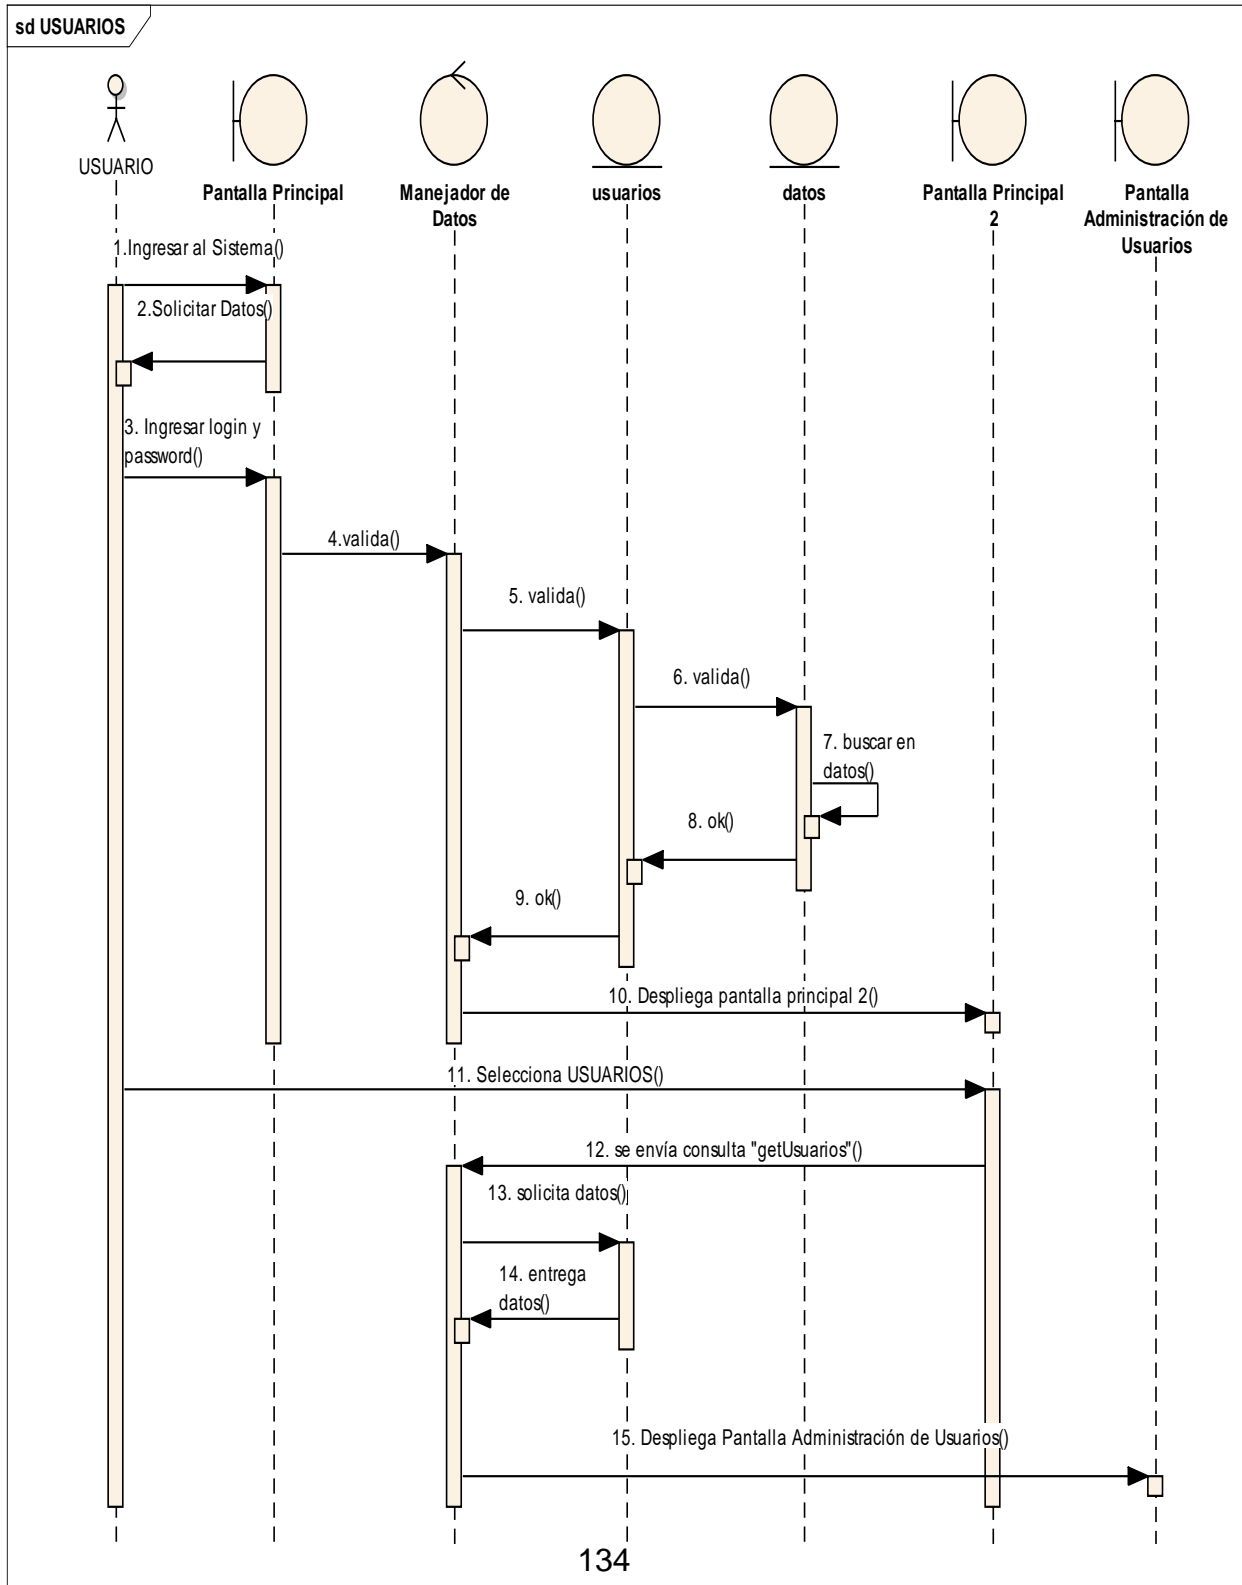 sd USUARIOS
USUARIO
Pantalla Principal
Manejador de
Datos
usuarios
datos
Pantalla Principal
2
Pantalla
Administración de
Usuarios
1.Ingresar al Sistema()
2.Solicitar Datos()
3. Ingresar login y
password()
4.valida()
5. valida()
6. valida()
7. buscar en
datos()
8. ok()
9. ok()
10. Despliega pantalla principal 2()
11. Selecciona USUARIOS()
12. se envía consulta "getUsuarios"()
13. solicita datos()
14. entrega
datos()
15. Despliega Pantalla Administración de Usuarios()
134